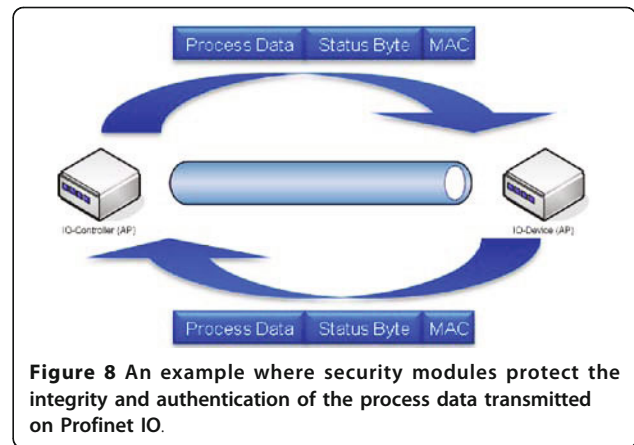 Process Data Status Byte MAC
IO-Controller (AP)
IO-Device (AP)
Process Data Status Byte MAC
Figure 8 An example where security modules protect the
integrity and authentication of the process data transmitted
on Profinet IO.